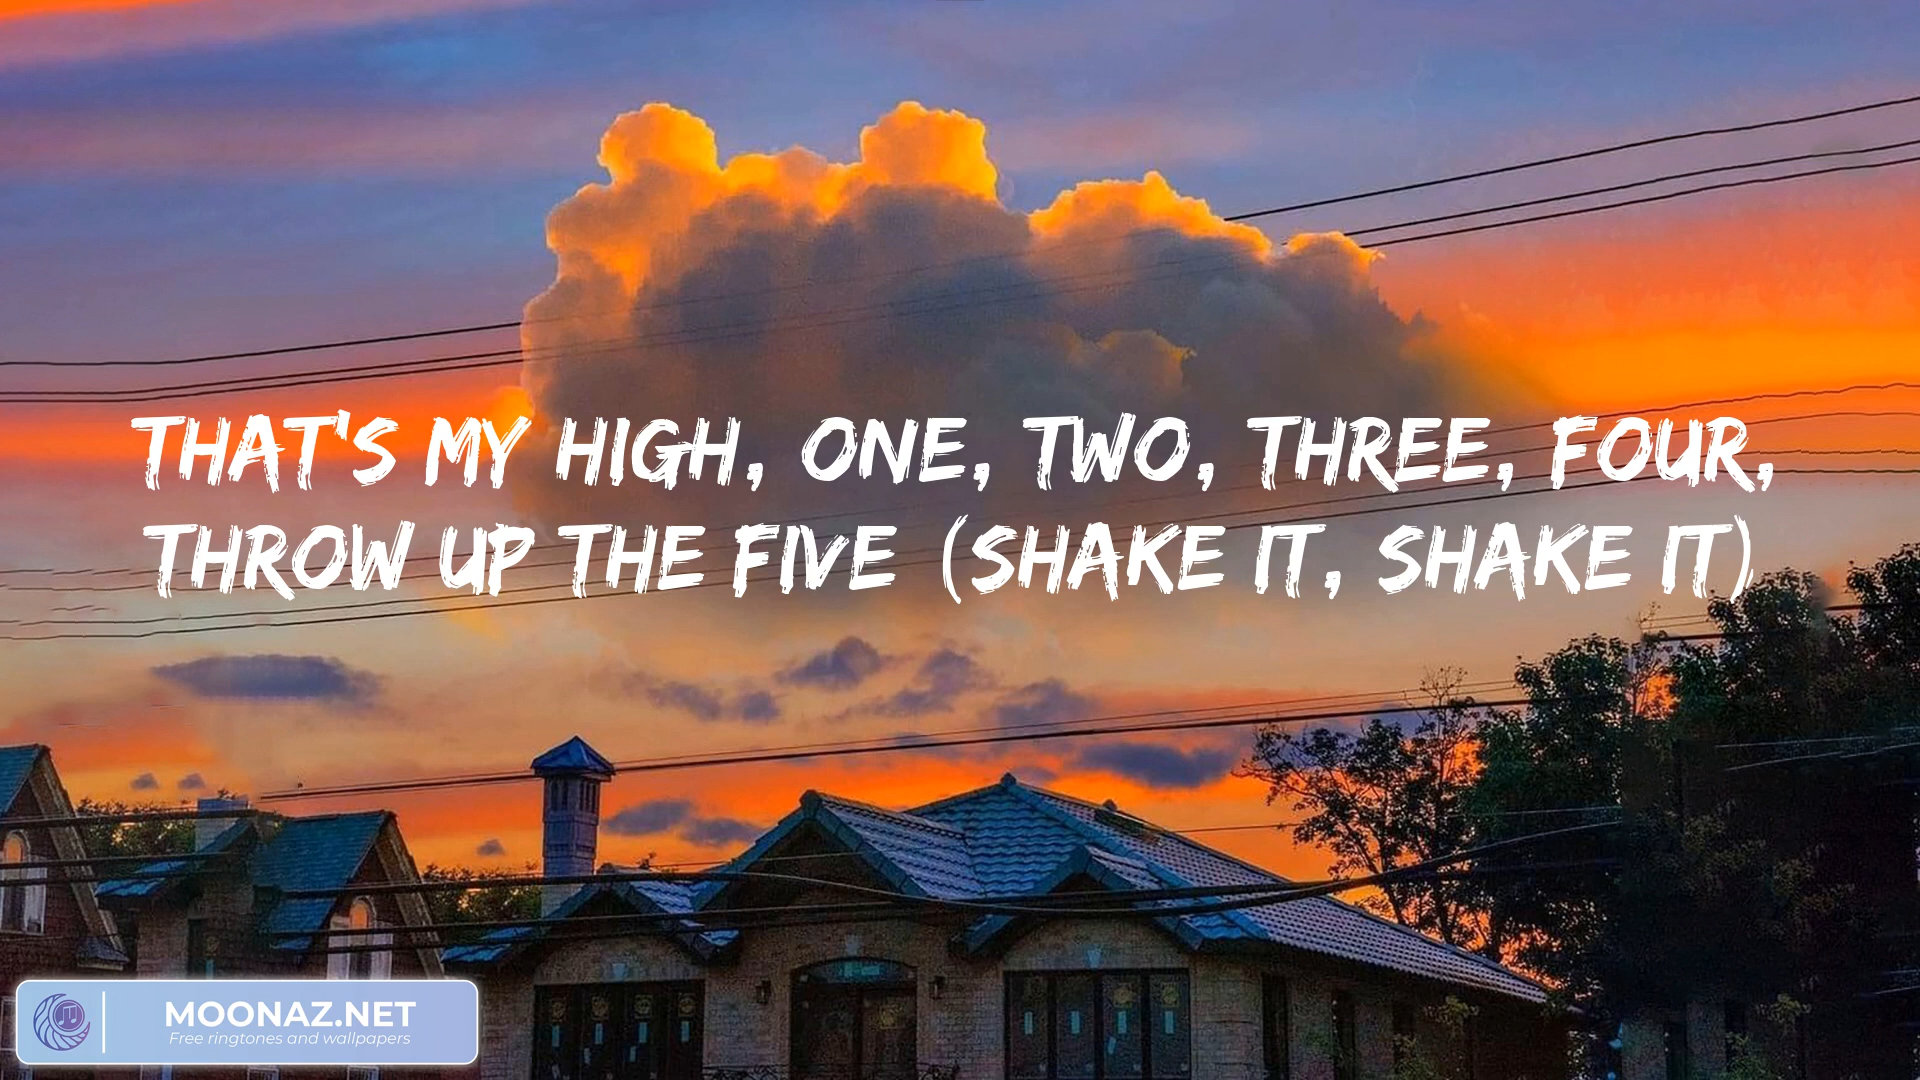 THAT'S MY HIGH, ONE, TWO, THREE, FOUR,
THROW UP THE FIVE (SHAKE IT, SHAKE IT)
MOONAZ.NET
Free ringtones and wallpapers